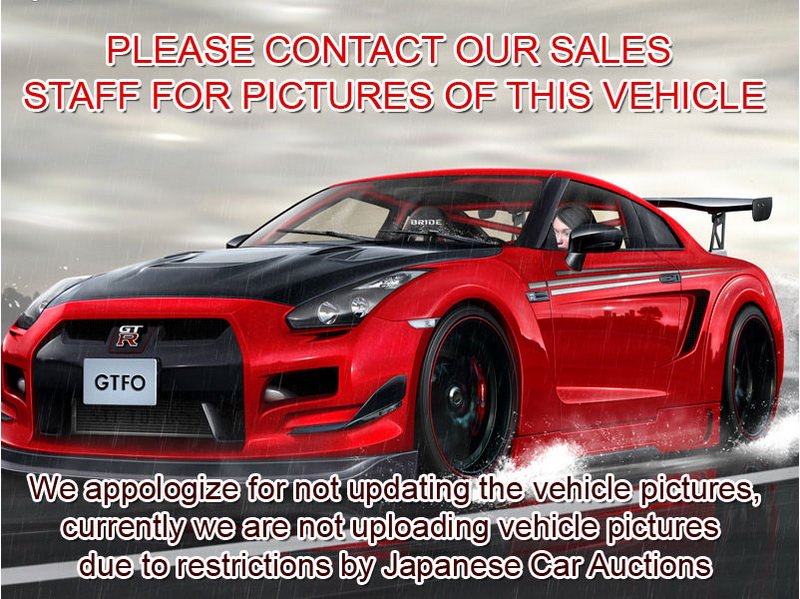 PLEASE CONTACT OUR SALES
STAFF FOR PICTURES OF THIS VEHICLE
BRIDE
GT
R
GTFO
We appologize for not updating the vehicle pictures,
currently we are not uploading vehicle pictures
due to restrictions by Japanese Car Auctions